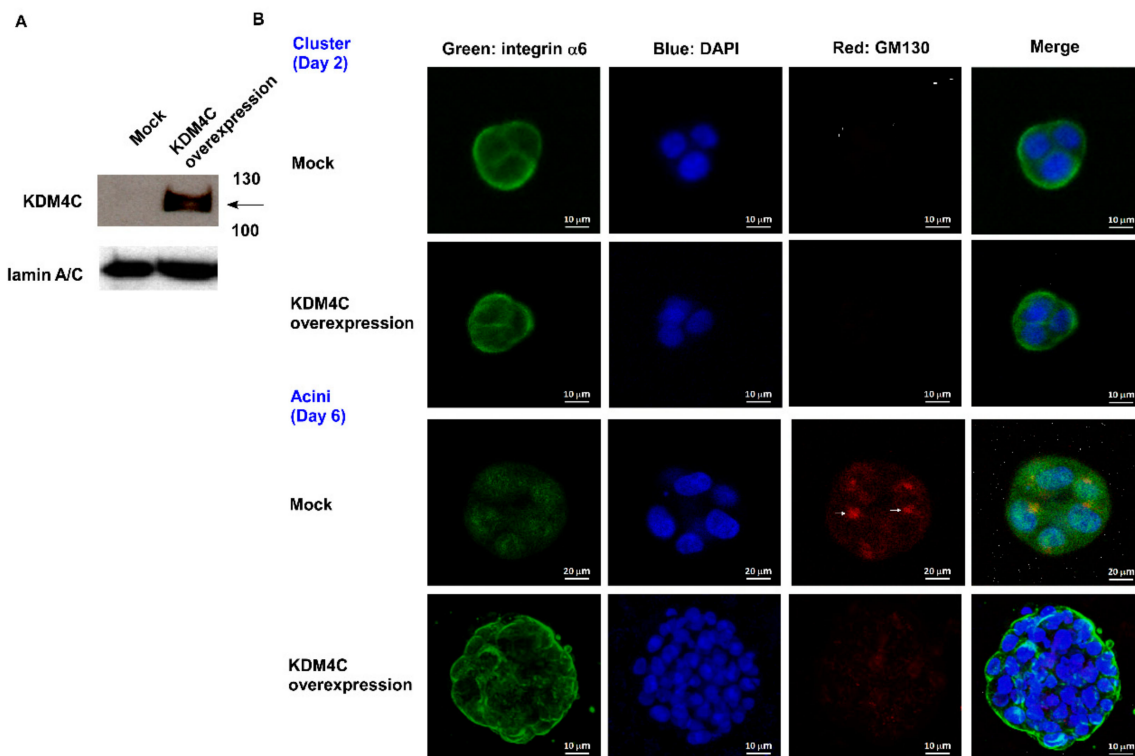 A
B
Mock
KDM4C
overexpression
KDM4C
130
100
lamin A/C
Cluster
(Day 2)
Green: integrin α6
Blue: DAPI
Red: GM130
Merge
Mock
10 μm
10 μm
10 μm
10 μm
KDM4C
overexpression
10 μm
10 μm
10 μm
10 μm
Acini
(Day 6)
Mock
20 μm
20 μm
20 μm
20 μm
KDM4C
overexpression
10 μm
10 μm
10 μm
10 μm